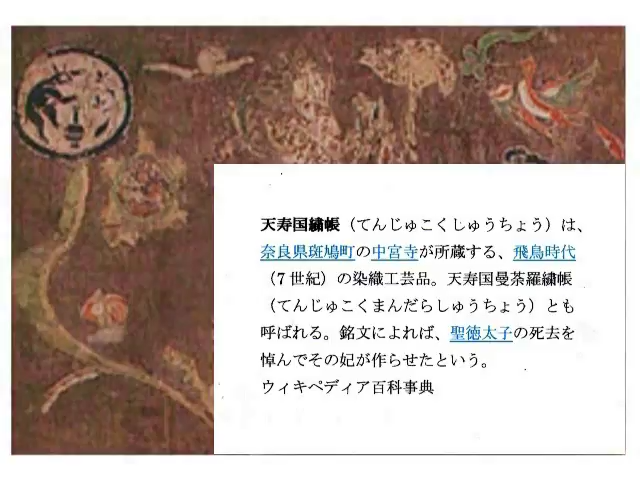 天寿国繍帳（てんじゅこくしゅうちょう）は、
奈良県斑鳩町の中宮寺が所蔵する、飛鳥時代
（7 世紀）の染織工芸品。天寿国曼荼羅繍帳
（てんじゅこくまんだらしゅうちょう）とも
呼ばれる。銘文によれば、聖徳太子の死去を
悼んでその妃が作らせたという。
ウィキペディア百科事典